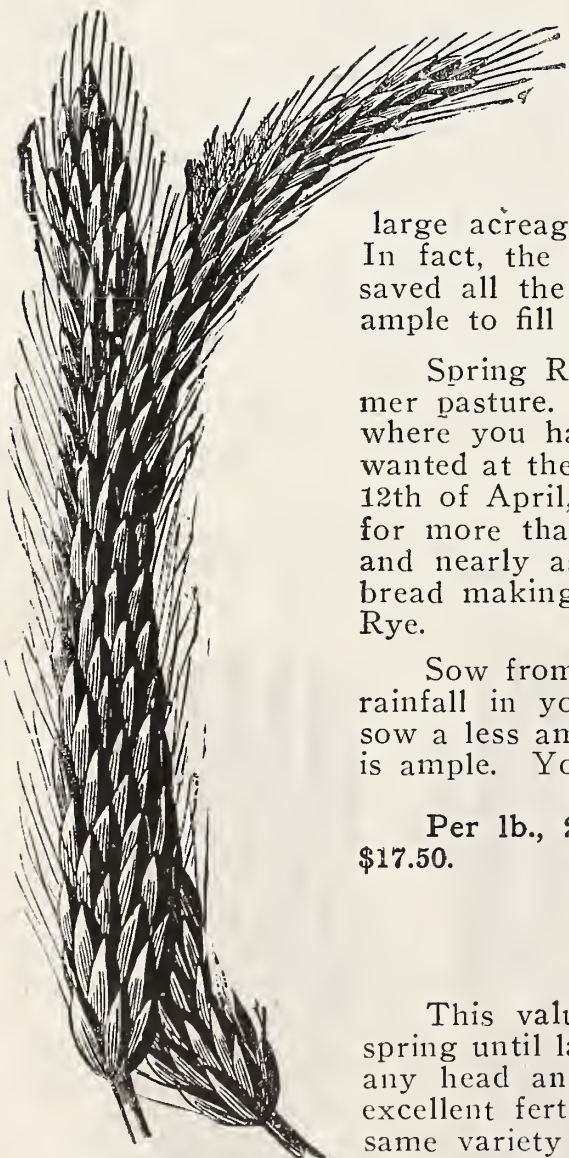 large acreag
In fact, the
saved all the
ample to fill
Spring R
mer pasture.
where you ha
wanted at the
12th of April,
for more tha
and nearly as
bread making
Rye.
Sow from
rainfall in yo
sow a less am
is ample. Yo
Per lb., 2
$17.50.
This valu
spring until la
any head an
excellent fert
same variety